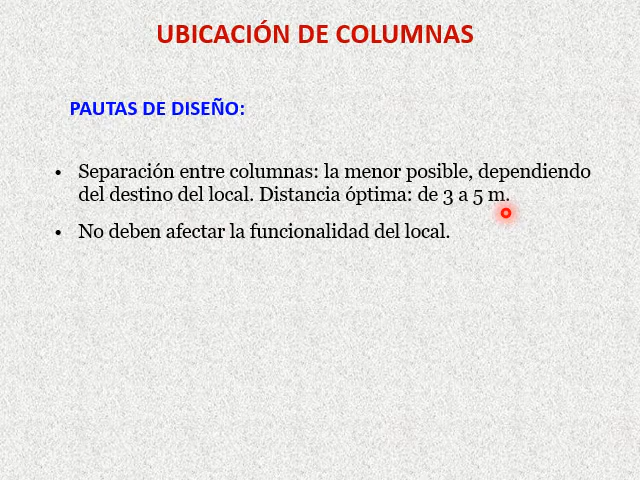 UBICACIÓN DE COLUMNAS
PAUTAS DE DISEÑO:
• Separación entre columnas: la menor posible, dependiendo
del destino del local. Distancia óptima: de 3 a 5 m.
• No deben afectar la funcionalidad del local.